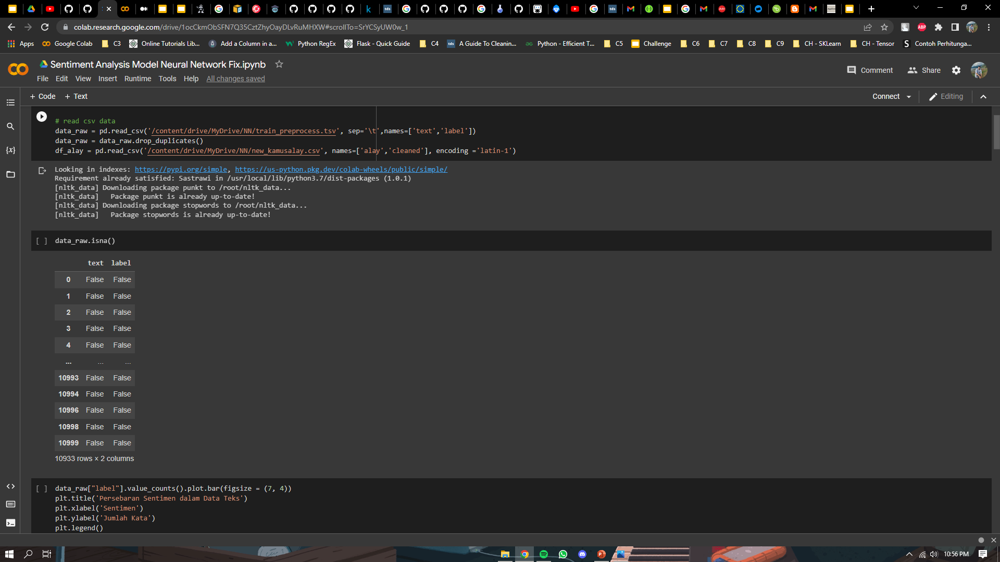 colab.research.google.com/drive/1ocCkmObSFN7Q35CztZhyOayDLvRuMHXW#scrollTo=SrYCSyUW0w_1
Apps Google Colab C3 Online Tutorials Lib... Add a Column in a... Python RegEx Flask - Quick Guide C4 A Guide To Cleanin... Python - Efficient T... C5 Challenge C6 C7 C8 C9 CH - SKLearn CH - Tensor Contoh Perhitunga...
Sentiment Analysis Model Neural Network Fix.ipynb
Comment Share
File Edit View Insert Runtime Tools Help All changes saved
+ Code + Text Connect Editing
# read csv data
data_raw = pd.read_csv('/content/drive/MyDrive/NN/train_preprocess.tsv', sep='\t',names=['text','label'])
data_raw = data_raw.drop_duplicates()
df_alay = pd.read_csv('/content/drive/MyDrive/NN/new_kamusalay.csv', names=['alay','cleaned'], encoding ='latin-1')
Looking in indexes: https://pypi.org/simple, https://us-python.pkg.dev/colab-wheels/public/simple/
Requirement already satisfied: Sastrawi in /usr/local/lib/python3.7/dist-packages (1.0.1)
[nltk_data] Downloading package punkt to /root/nltk_data...
[nltk_data]   Package punkt is already up-to-date!
[nltk_data] Downloading package stopwords to /root/nltk_data...
[nltk_data]   Package stopwords is already up-to-date!
[ ] data_raw.isna()
text label
0 False False
1 False False
2 False False
3 False False
4 False False
... ... ...
10993 False False
10994 False False
10996 False False
10998 False False
10999 False False
10933 rows × 2 columns
[ ] data_raw["label"].value_counts().plot.bar(figsize = (7, 4))
plt.title('Persebaran Sentimen dalam Data Teks')
plt.xlabel('Sentimen')
plt.ylabel('Jumlah Kata')
plt.legend()
10:56 PM